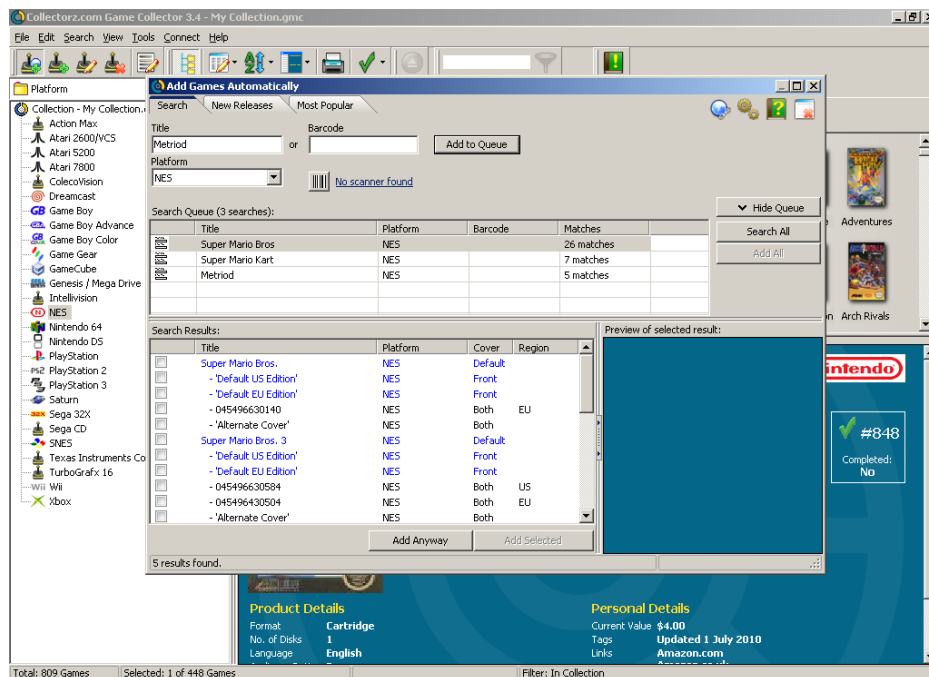 Collectorz.com Game Collector 3.4 - My Collection.gmc
File Edit Search View Tools Connect Help
Platform
Collection - My Collection.
Action Max
Atari 2600/VCS
Atari 5200
Atari 7800
ColecoVision
Dreamcast
GB Game Boy
Game Boy Advance
Game Boy Color
Game Gear
GameCube
Genesis / Mega Drive
Intellivision
NES
Nintendo 64
Nintendo DS
PlayStation
PS2 PlayStation 2
PlayStation 3
Saturn
32X Sega 32X
Sega CD
SNES
Texas Instruments Co
TurboGrafx 16
Wii Wii
Xbox
Add Games Automatically
Search New Releases Most Popular
Title Barcode
Metriod or Add to Queue
Platform
NES No scanner found
Search Queue (3 searches): Hide Queue
Search All
Add All
Title Platform Barcode Matches
Super Mario Bros NES 26 matches
Super Mario Kart NES 7 matches
Metriod NES 5 matches
Search Results: Preview of selected result:
Title Platform Cover Region
Super Mario Bros. NES Default
- 'Default US Edition' NES Front
- 'Default EU Edition' NES Front
- 045496630140 NES Both EU
- 'Alternate Cover' NES Both
Super Mario Bros. 3 NES Default
- 'Default US Edition' NES Front
- 'Default EU Edition' NES Front
- 045496630584 NES Both US
- 045496430504 NES Both EU
- 'Alternate Cover' NES Both
Add Anyway Add Selected
5 results found.
Adventures
n Arch Rivals
intendo
#848
Completed:
No
Product Details
Format Cartridge
No. of Disks 1
Language English
Personal Details
Current Value $4.00
Tags Updated 1 July 2010
Links Amazon.com
Total: 809 Games Selected: 1 of 448 Games Filter: In Collection